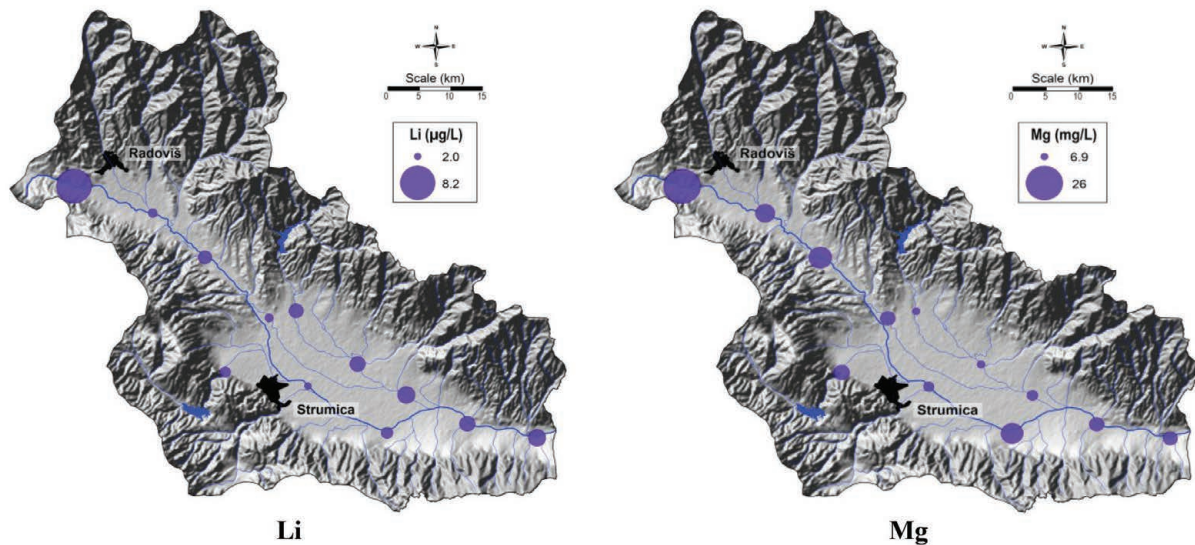 N
W E
S
Scale (km)
0 5 10 15
Li (µg/L)
2.0
8.2
Radoviš
Strumica
Li
N
W E
S
Scale (km)
0 5 10 15
Mg (mg/L)
6.9
26
Radoviš
Strumica
Mg